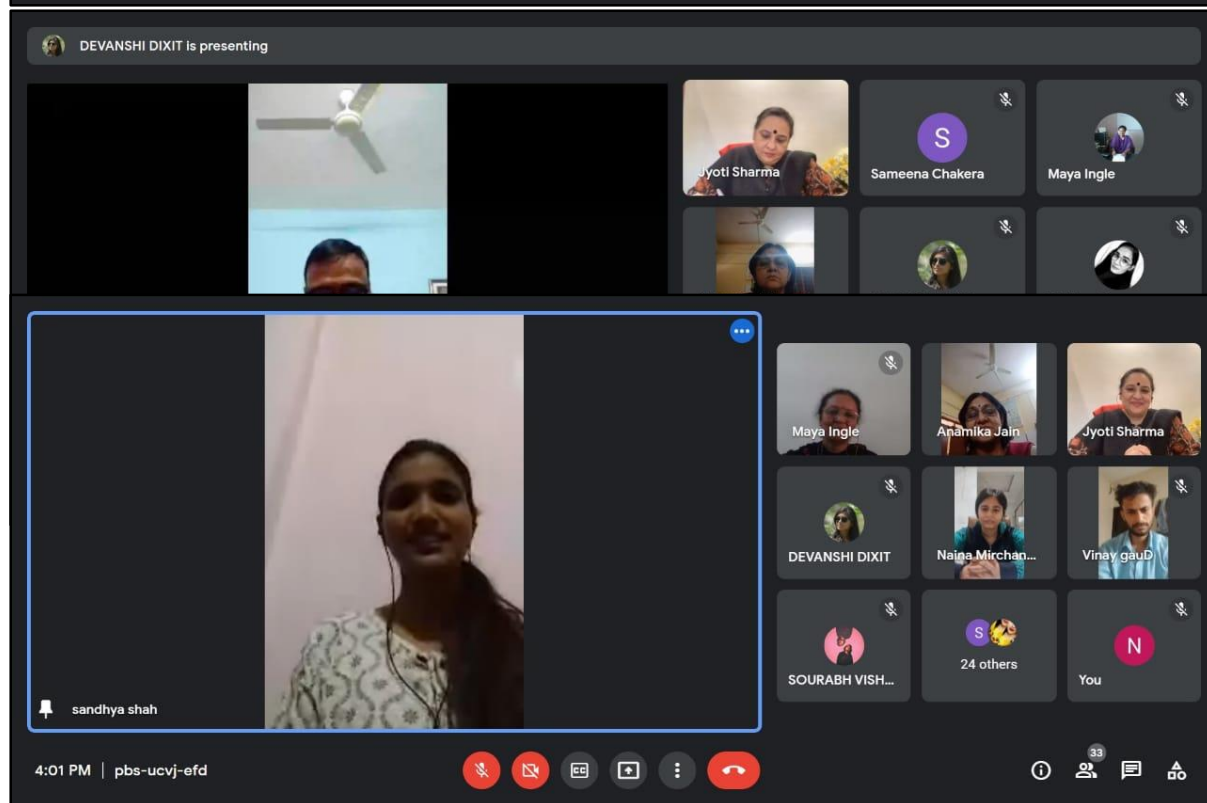 DEVANSHI DIXIT is presenting
Jyoti Sharma
S
Sameena Chakera
Maya Ingle
sandhya shah
Maya Ingle
Anamika Jain
Jyoti Sharma
DEVANSHI DIXIT
Naina Mirchan...
Vinay gauD
SOURABH VISH...
S
24 others
N
You
4:01 PM | pbs-ucvj-efd
CC
33